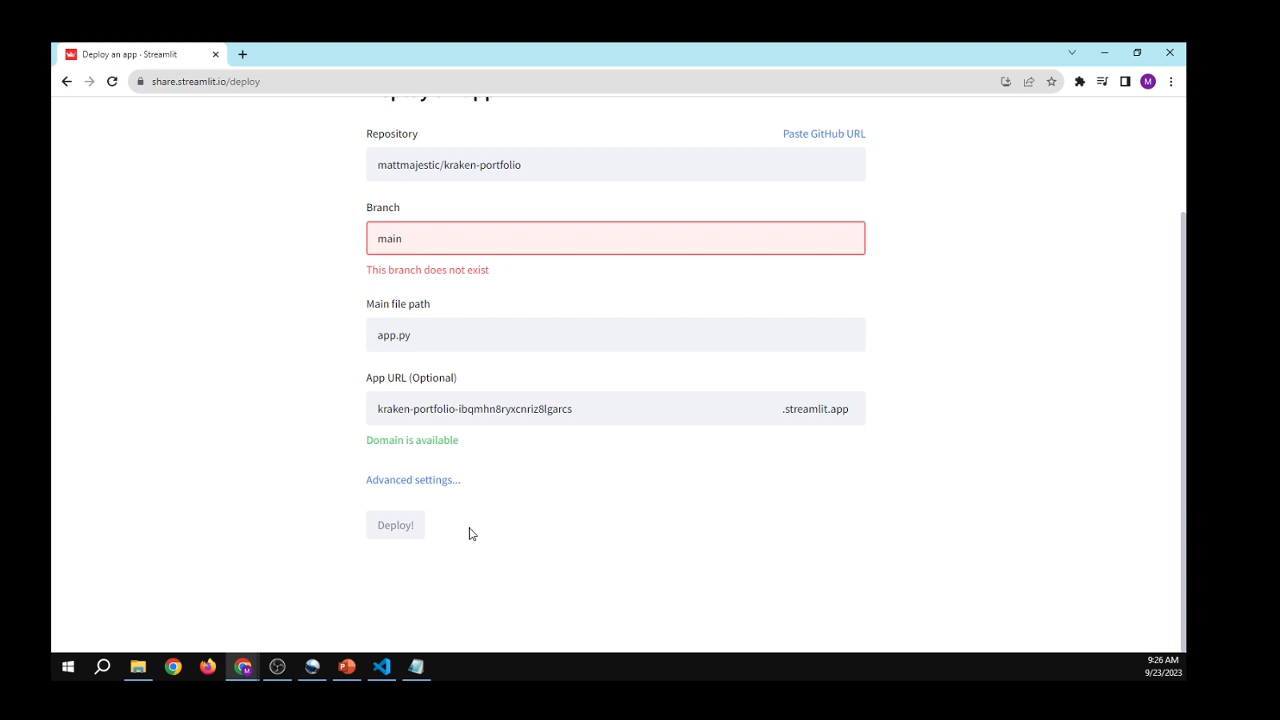 Deploy an app · Streamlit
share.streamlit.io/deploy
M
Repository
Paste GitHub URL
mattmajestic/kraken-portfolio
Branch
main
This branch does not exist
Main file path
app.py
App URL (Optional)
kraken-portfolio-ibqmhn8ryxcnriz8lgarcs
.streamlit.app
Domain is available
Advanced settings...
Deploy!
9:26 AM
9/23/2023